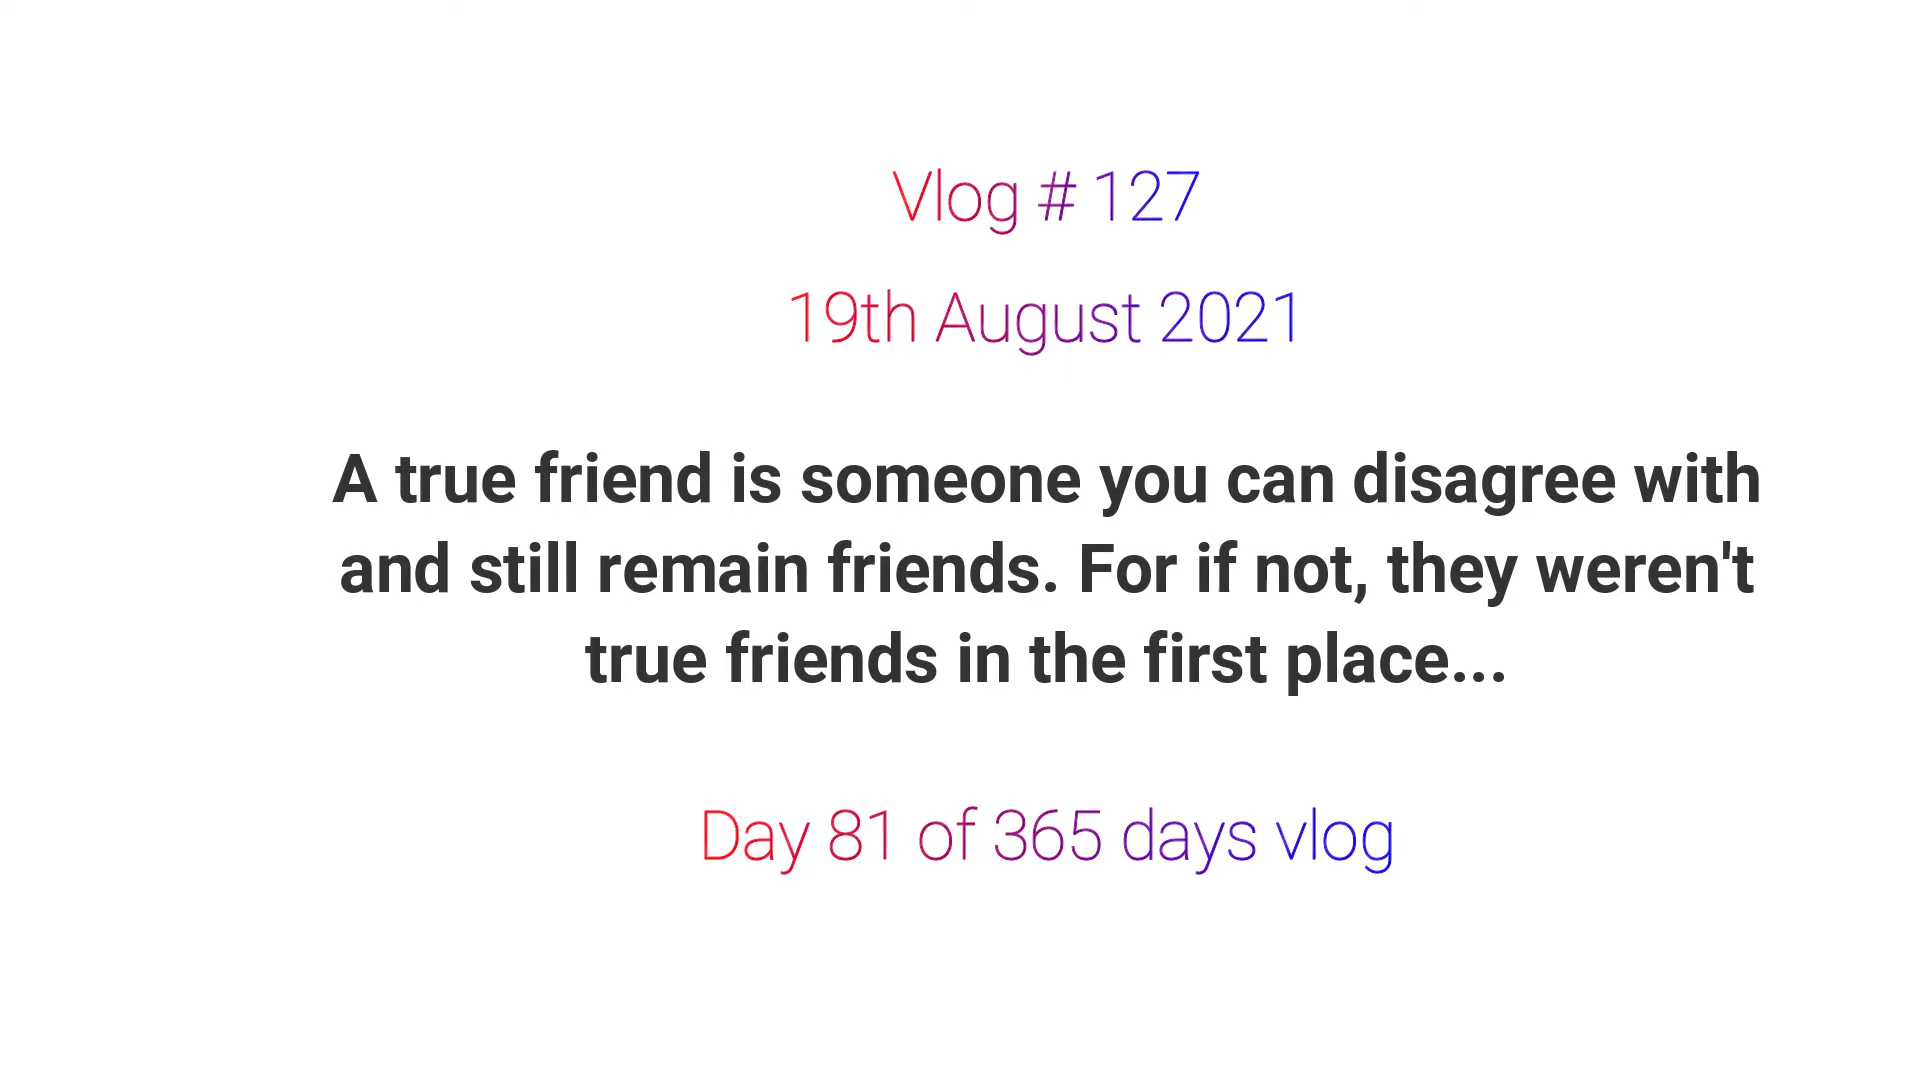 Vlog # 127
19th August 2021
A true friend is someone you can disagree with
and still remain friends. For if not, they weren't
true friends in the first place...
Day 81 of 365 days vlog